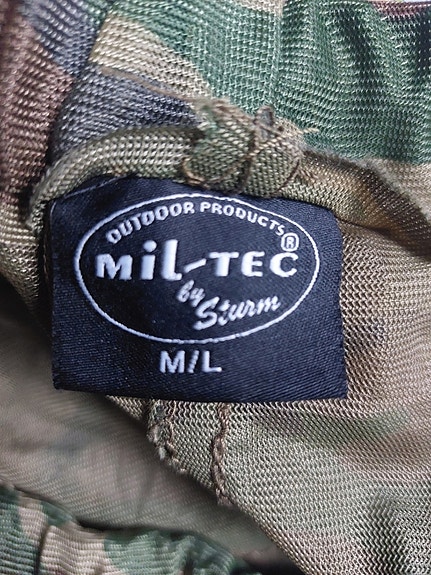 OUTDOOR PRODUCTS
MiL-TEC®
by Sturm
M/L